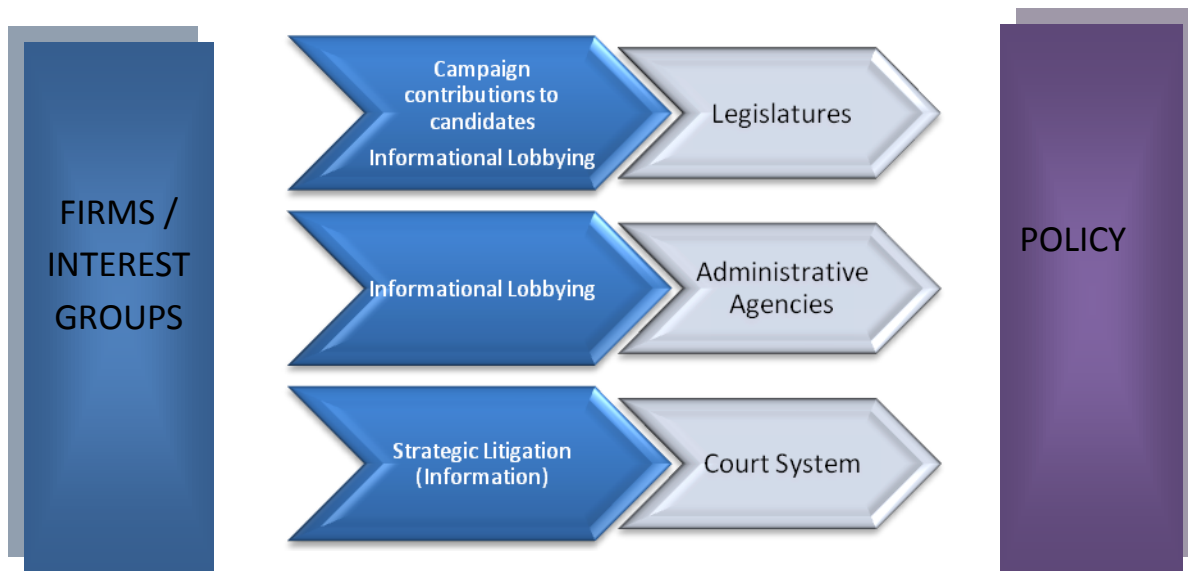 FIRMS /
INTEREST
GROUPS
Campaign
contributions to
candidates
Informational Lobbying
Legislatures
Informational Lobbying
Administrative
Agencies
Strategic Litigation
(Information)
Court System
POLICY